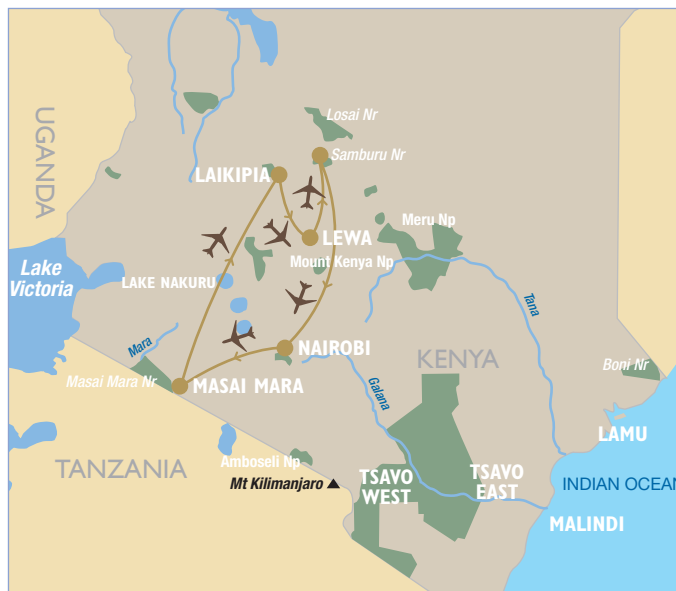 Losai Nr
UGANDA
Samburu Nr
LAIKIPIA
Meru Np
LEWA
Mount Kenya Np
Lake
Victoria
LAKE NAKURU
Tana
Mara
NAIROBI
KENYA
Boni Nr
Masai Mara Nr
MASAI MARA
Galana
LAMU
TANZANIA
Amboseli Np
Mt Kilimanjaro
TSAVO
WEST
TSAVO
EAST
INDIAN OCEAN
MALINDI